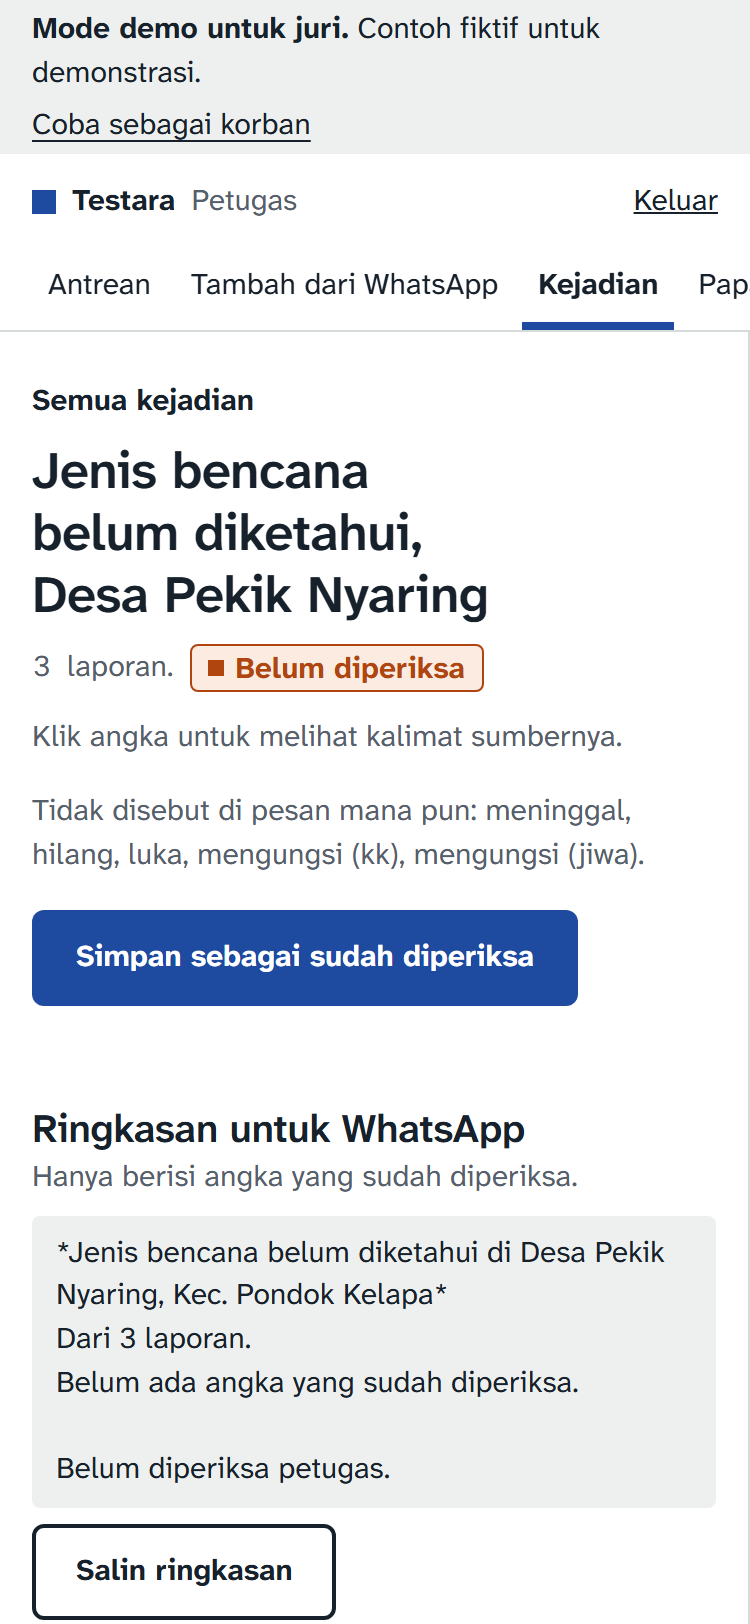 Mode demo untuk juri. Contoh fiktif untuk
demonstrasi.
Coba sebagai korban
Testara Petugas Keluar
Antrean Tambah dari WhatsApp Kejadian Pap
Semua kejadian
Jenis bencana
belum diketahui,
Desa Pekik Nyaring
3 laporan. Belum diperiksa
Klik angka untuk melihat kalimat sumbernya.
Tidak disebut di pesan mana pun: meninggal,
hilang, luka, mengungsi (kk), mengungsi (jiwa).
Simpan sebagai sudah diperiksa
Ringkasan untuk WhatsApp
Hanya berisi angka yang sudah diperiksa.
*Jenis bencana belum diketahui di Desa Pekik
Nyaring, Kec. Pondok Kelapa*
Dari 3 laporan.
Belum ada angka yang sudah diperiksa.
Belum diperiksa petugas.
Salin ringkasan